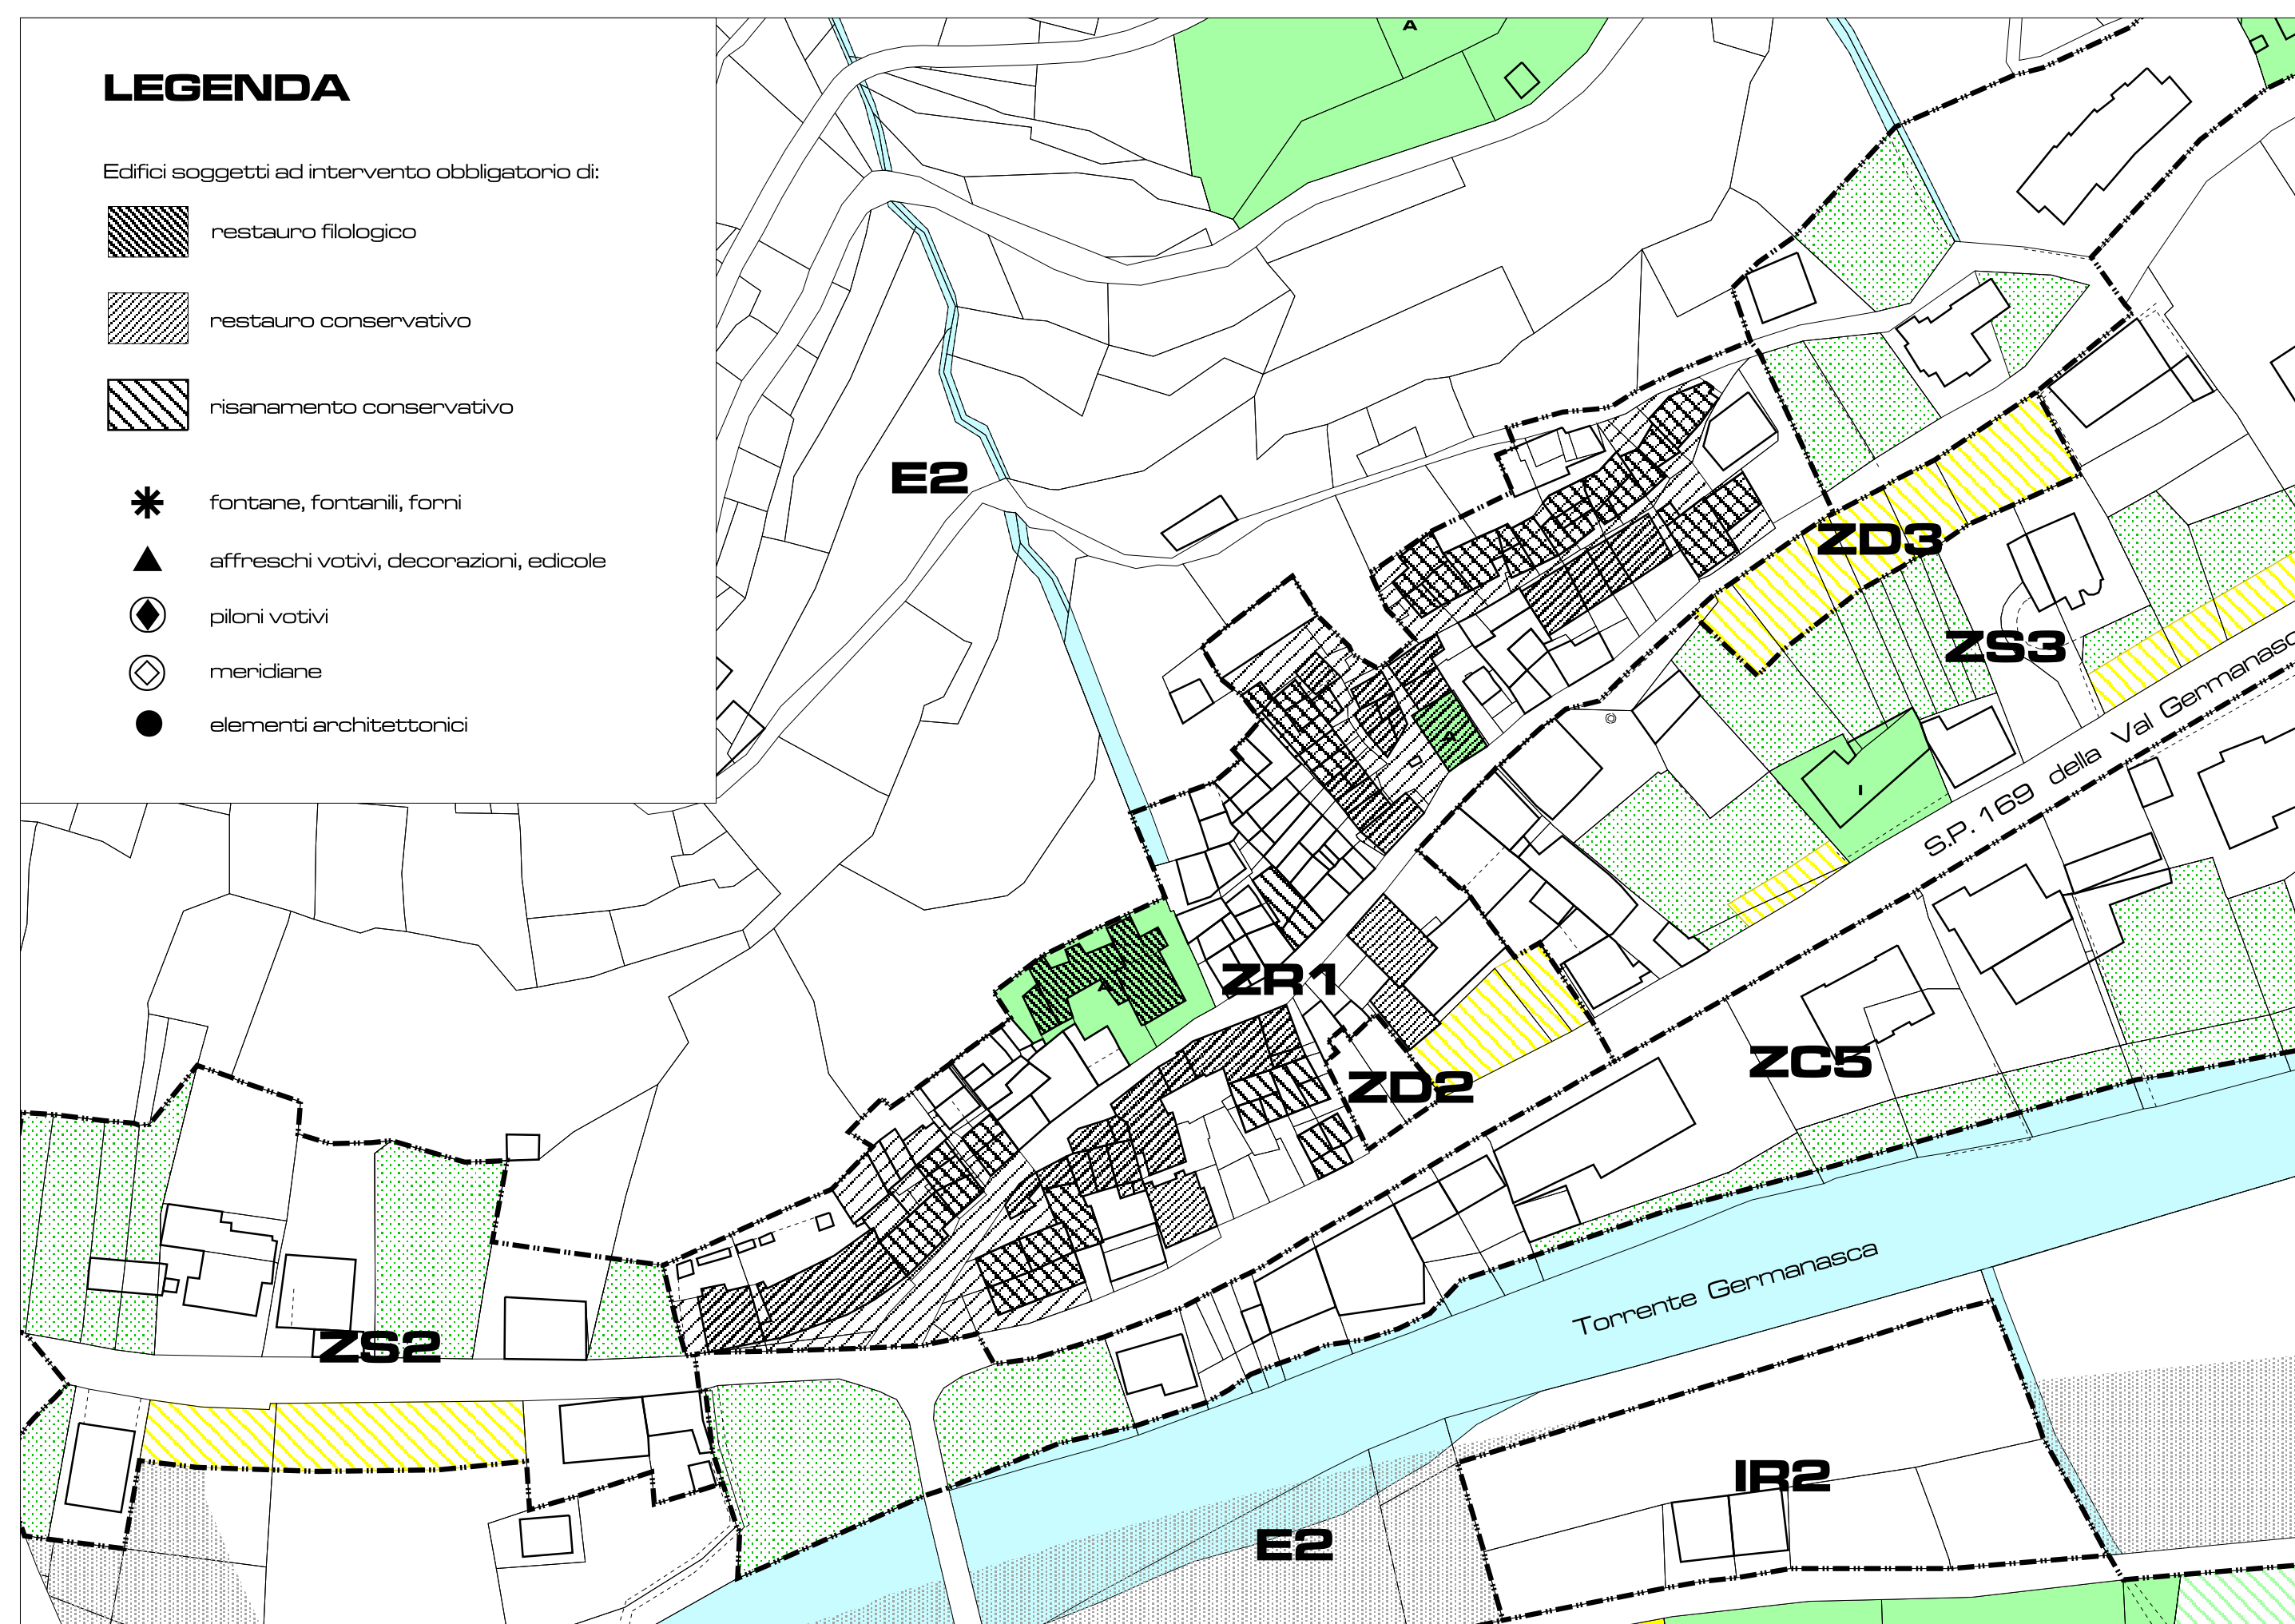 LEGENDA
Edifici soggetti ad intervento obbligatorio di:
restauro filologico
restauro conservativo
risanamento conservativo
fontane, fontanili, forni
affreschi votivi, decorazioni, edicole
piloni votivi
meridiane
elementi architettonici
A
E2
ZD3
ZS3
A
I
S.P. 169 della Val Germanasc
A
ZR1
ZD2
ZC5
Torrente Germanasca
ZS2
IR2
E2